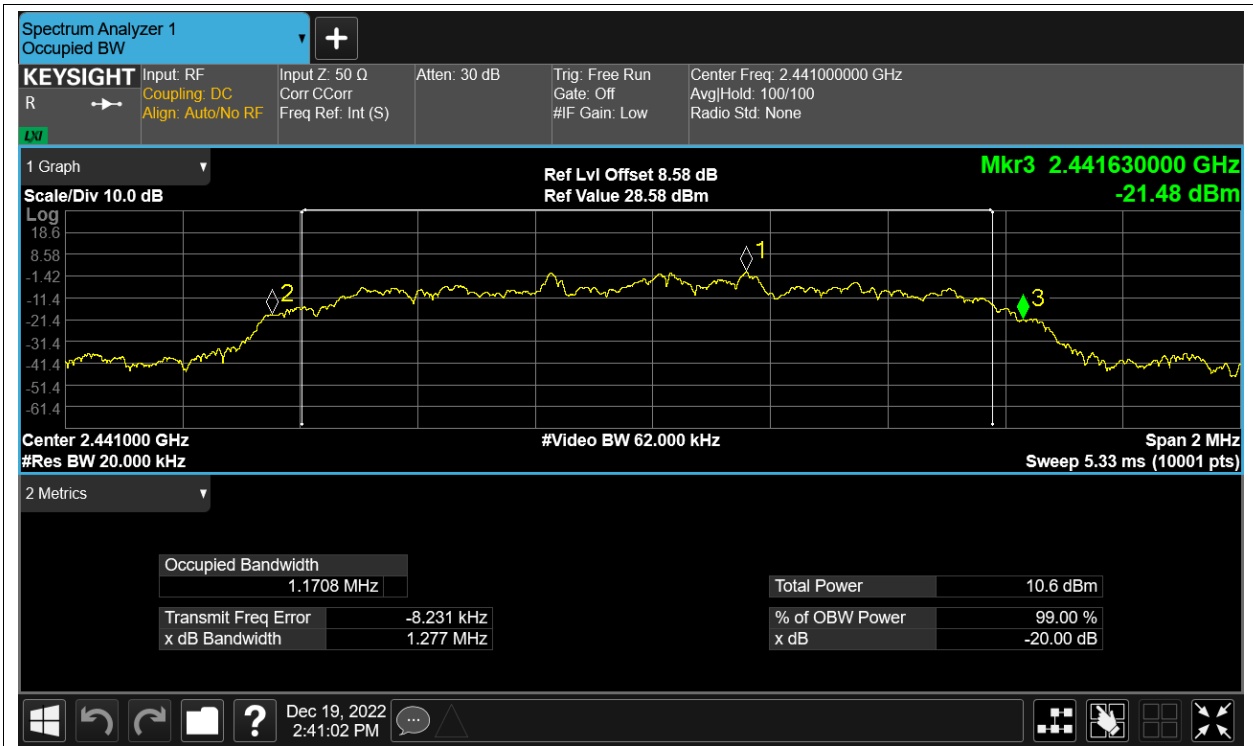 Spectrum Analyzer 1
Occupied BW
KEYSIGHT
R
LXI
Input: RF
Coupling: DC
Align: Auto/No RF
Input Z: 50 Ω
Corr CCorr
Freq Ref: Int (S)
Atten: 30 dB
Trig: Free Run
Gate: Off
#IF Gain: Low
Center Freq: 2.441000000 GHz
Avg|Hold: 100/100
Radio Std: None
1 Graph
Scale/Div 10.0 dB
Ref Lvl Offset 8.58 dB
Ref Value 28.58 dBm
Mkr3 2.441630000 GHz
-21.48 dBm
Log
18.6
8.58
-1.42
-11.4
-21.4
-31.4
-41.4
-51.4
-61.4
1
2
3
Center 2.441000 GHz
#Res BW 20.000 kHz
#Video BW 62.000 kHz
Span 2 MHz
Sweep 5.33 ms (10001 pts)
2 Metrics
Occupied Bandwidth
1.1708 MHz
Transmit Freq Error -8.231 kHz
x dB Bandwidth 1.277 MHz
Total Power 10.6 dBm
% of OBW Power 99.00 %
x dB -20.00 dB
?
Dec 19, 2022
2:41:02 PM